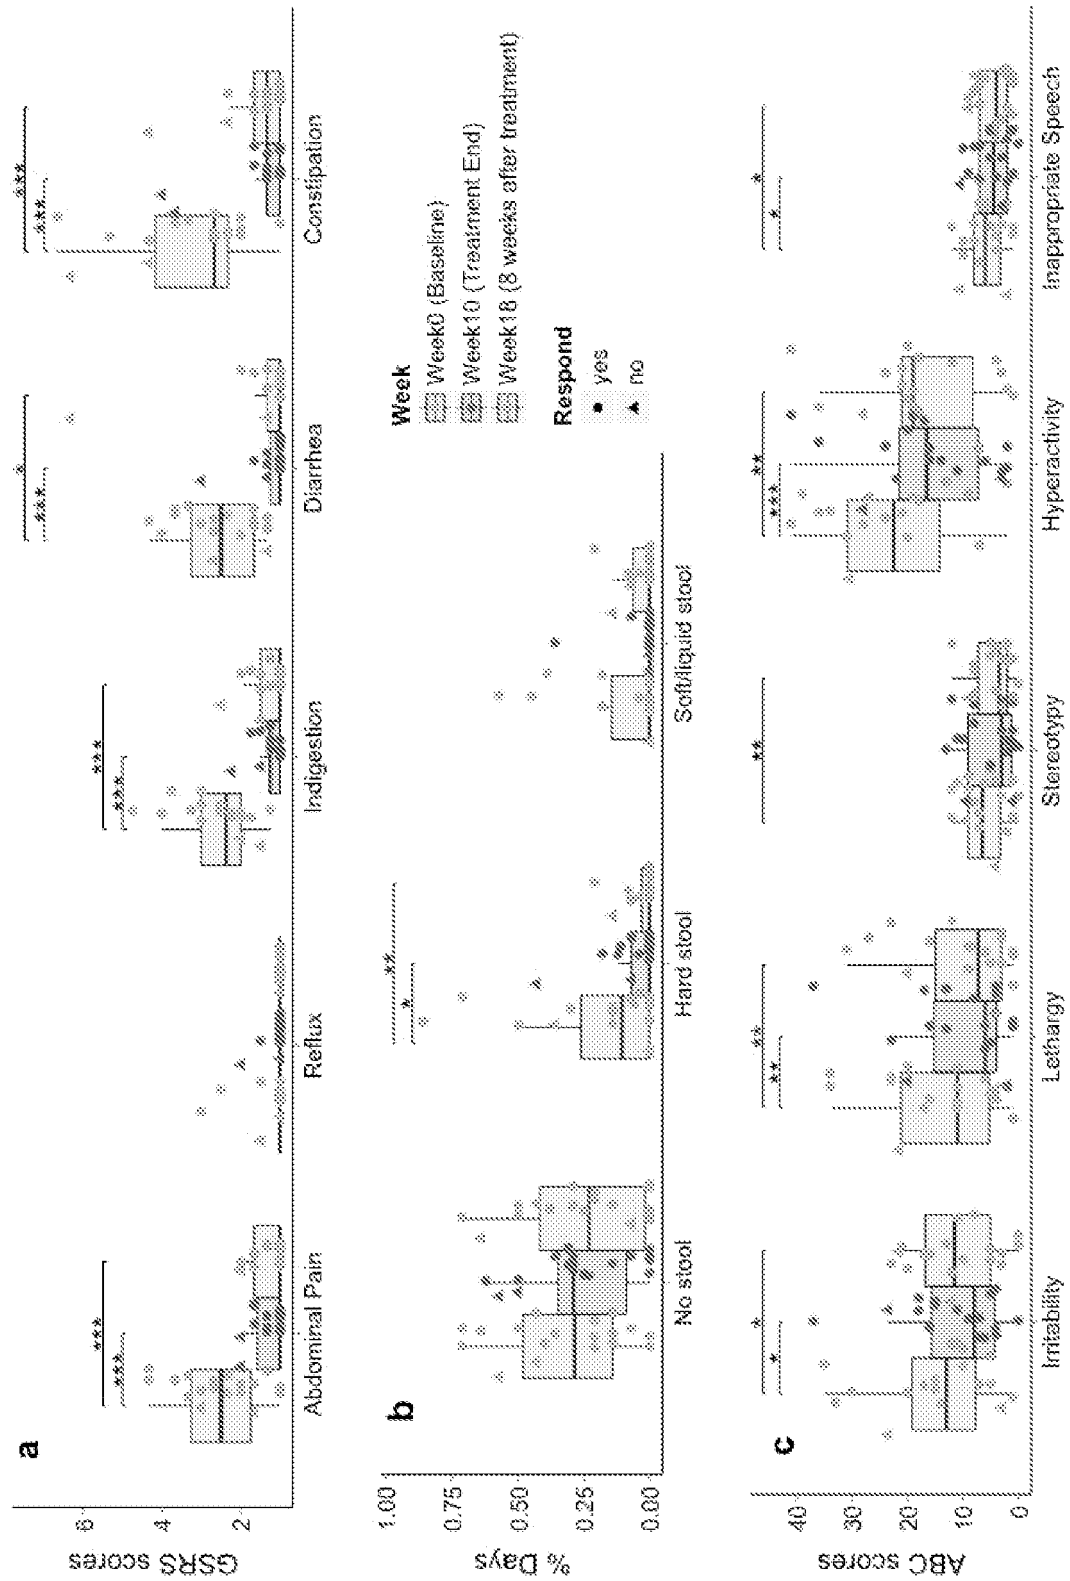 a
GSRS scores
6
4
2
***
***
***
***
*
***
***
***
Abdominal Pain
Reflux
Indigestion
Diarrhea
Constipation
b
% Days
1.00
0.75
0.50
0.25
0.00
**
*
No stool
Hard stool
Soft/liquid stool
Week
Week0 (Baseline)
Week10 (Treatment End)
Week18 (8 weeks after treatment)
Respond
yes
no
c
ABC scores
40
30
20
10
0
*
*
**
**
**
**
***
*
*
Irritability
Lethargy
Stereotypy
Hyperactivity
Inappropriate Speech